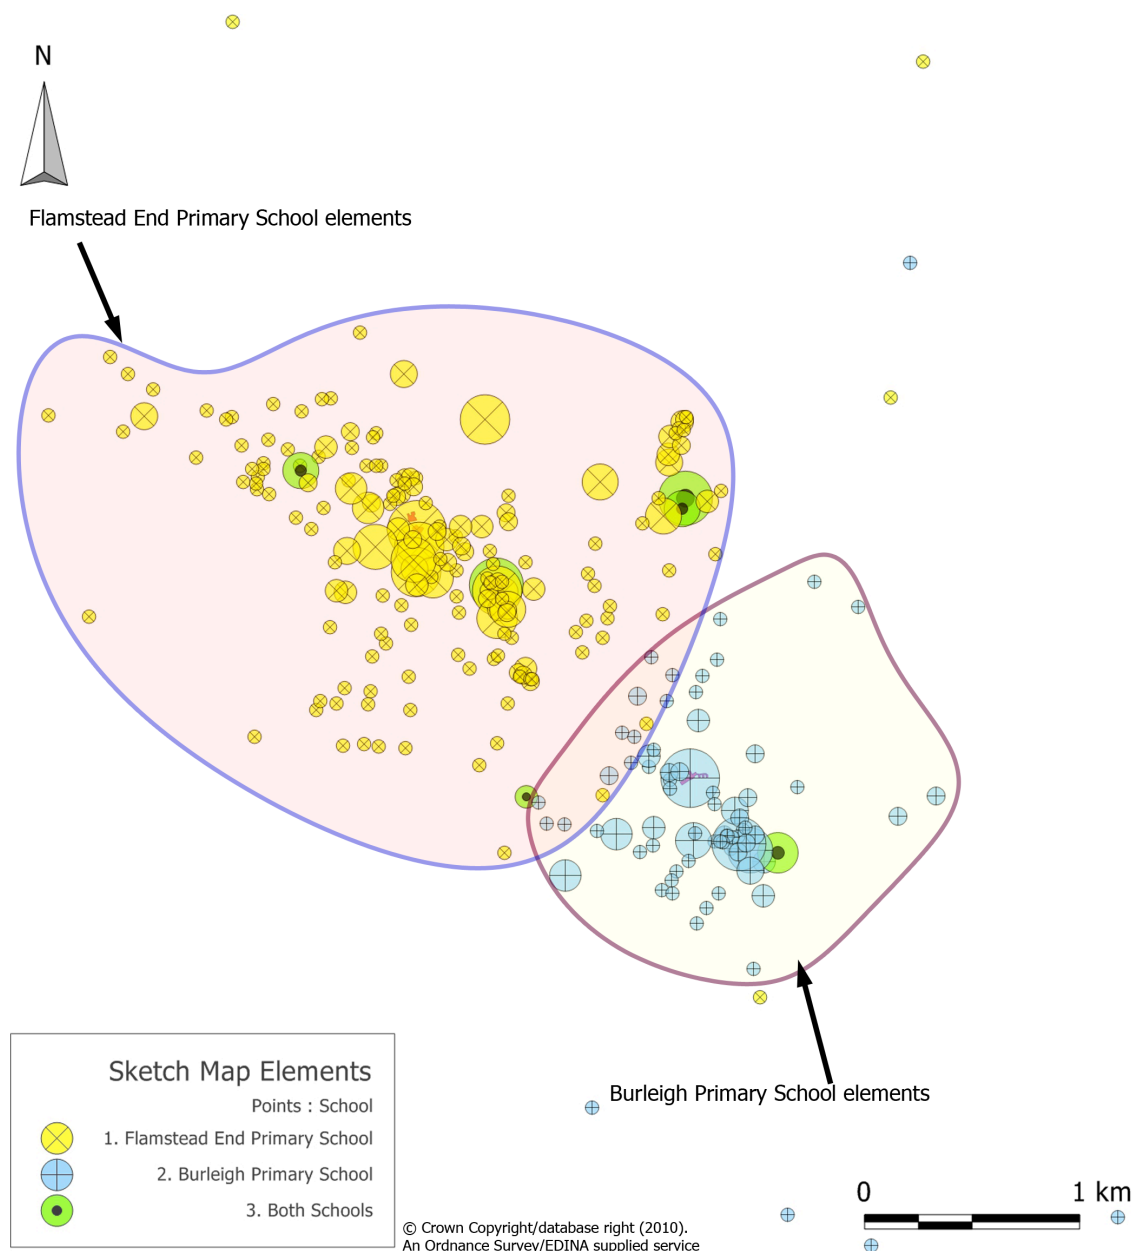 N
Flamstead End Primary School elements
Burleigh Primary School elements
Sketch Map Elements
Points : School
1. Flamstead End Primary School
2. Burleigh Primary School
3. Both Schools
0 1 km
© Crown Copyright/database right (2010).
An Ordnance Survey/EDINA supplied service